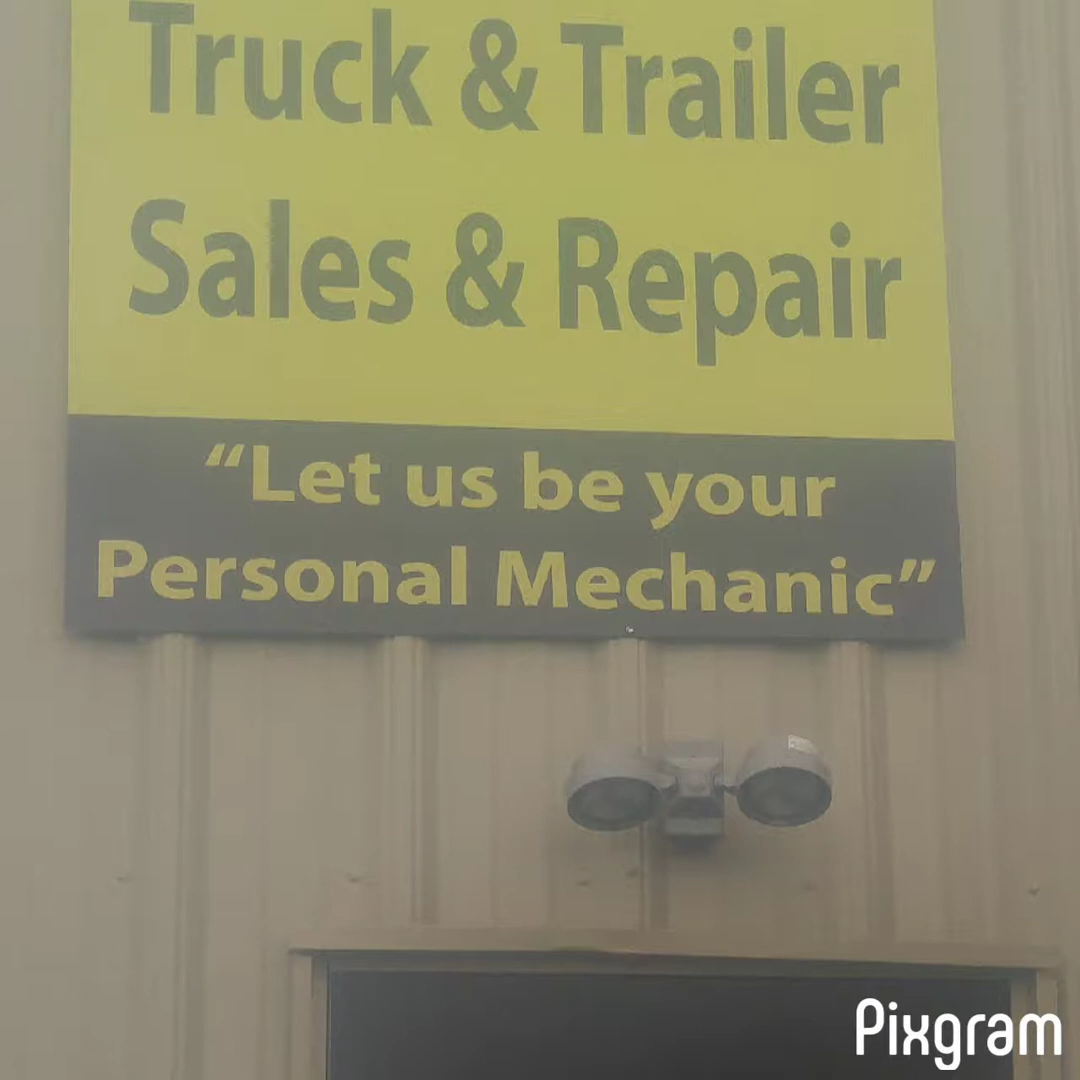 Truck & Trailer
Sales & Repair
“Let us be your
Personal Mechanic”
Pixgram